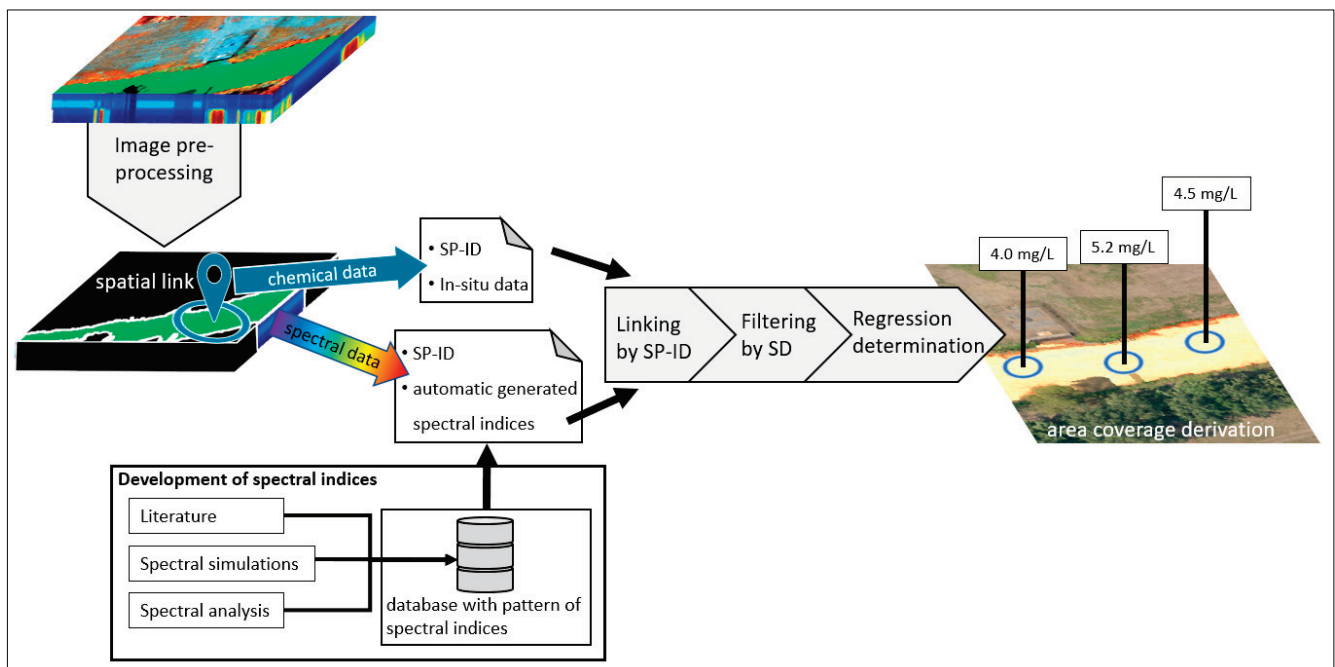 Image pre-
processing
spatial link
chemical data
spectral data
• SP-ID
• In-situ data
• SP-ID
• automatic generated
spectral indices
Development of spectral indices
Literature
Spectral simulations
Spectral analysis
database with pattern of
spectral indices
Linking
by SP-ID
Filtering
by SD
Regression
determination
4.0 mg/L
5.2 mg/L
4.5 mg/L
area coverage derivation